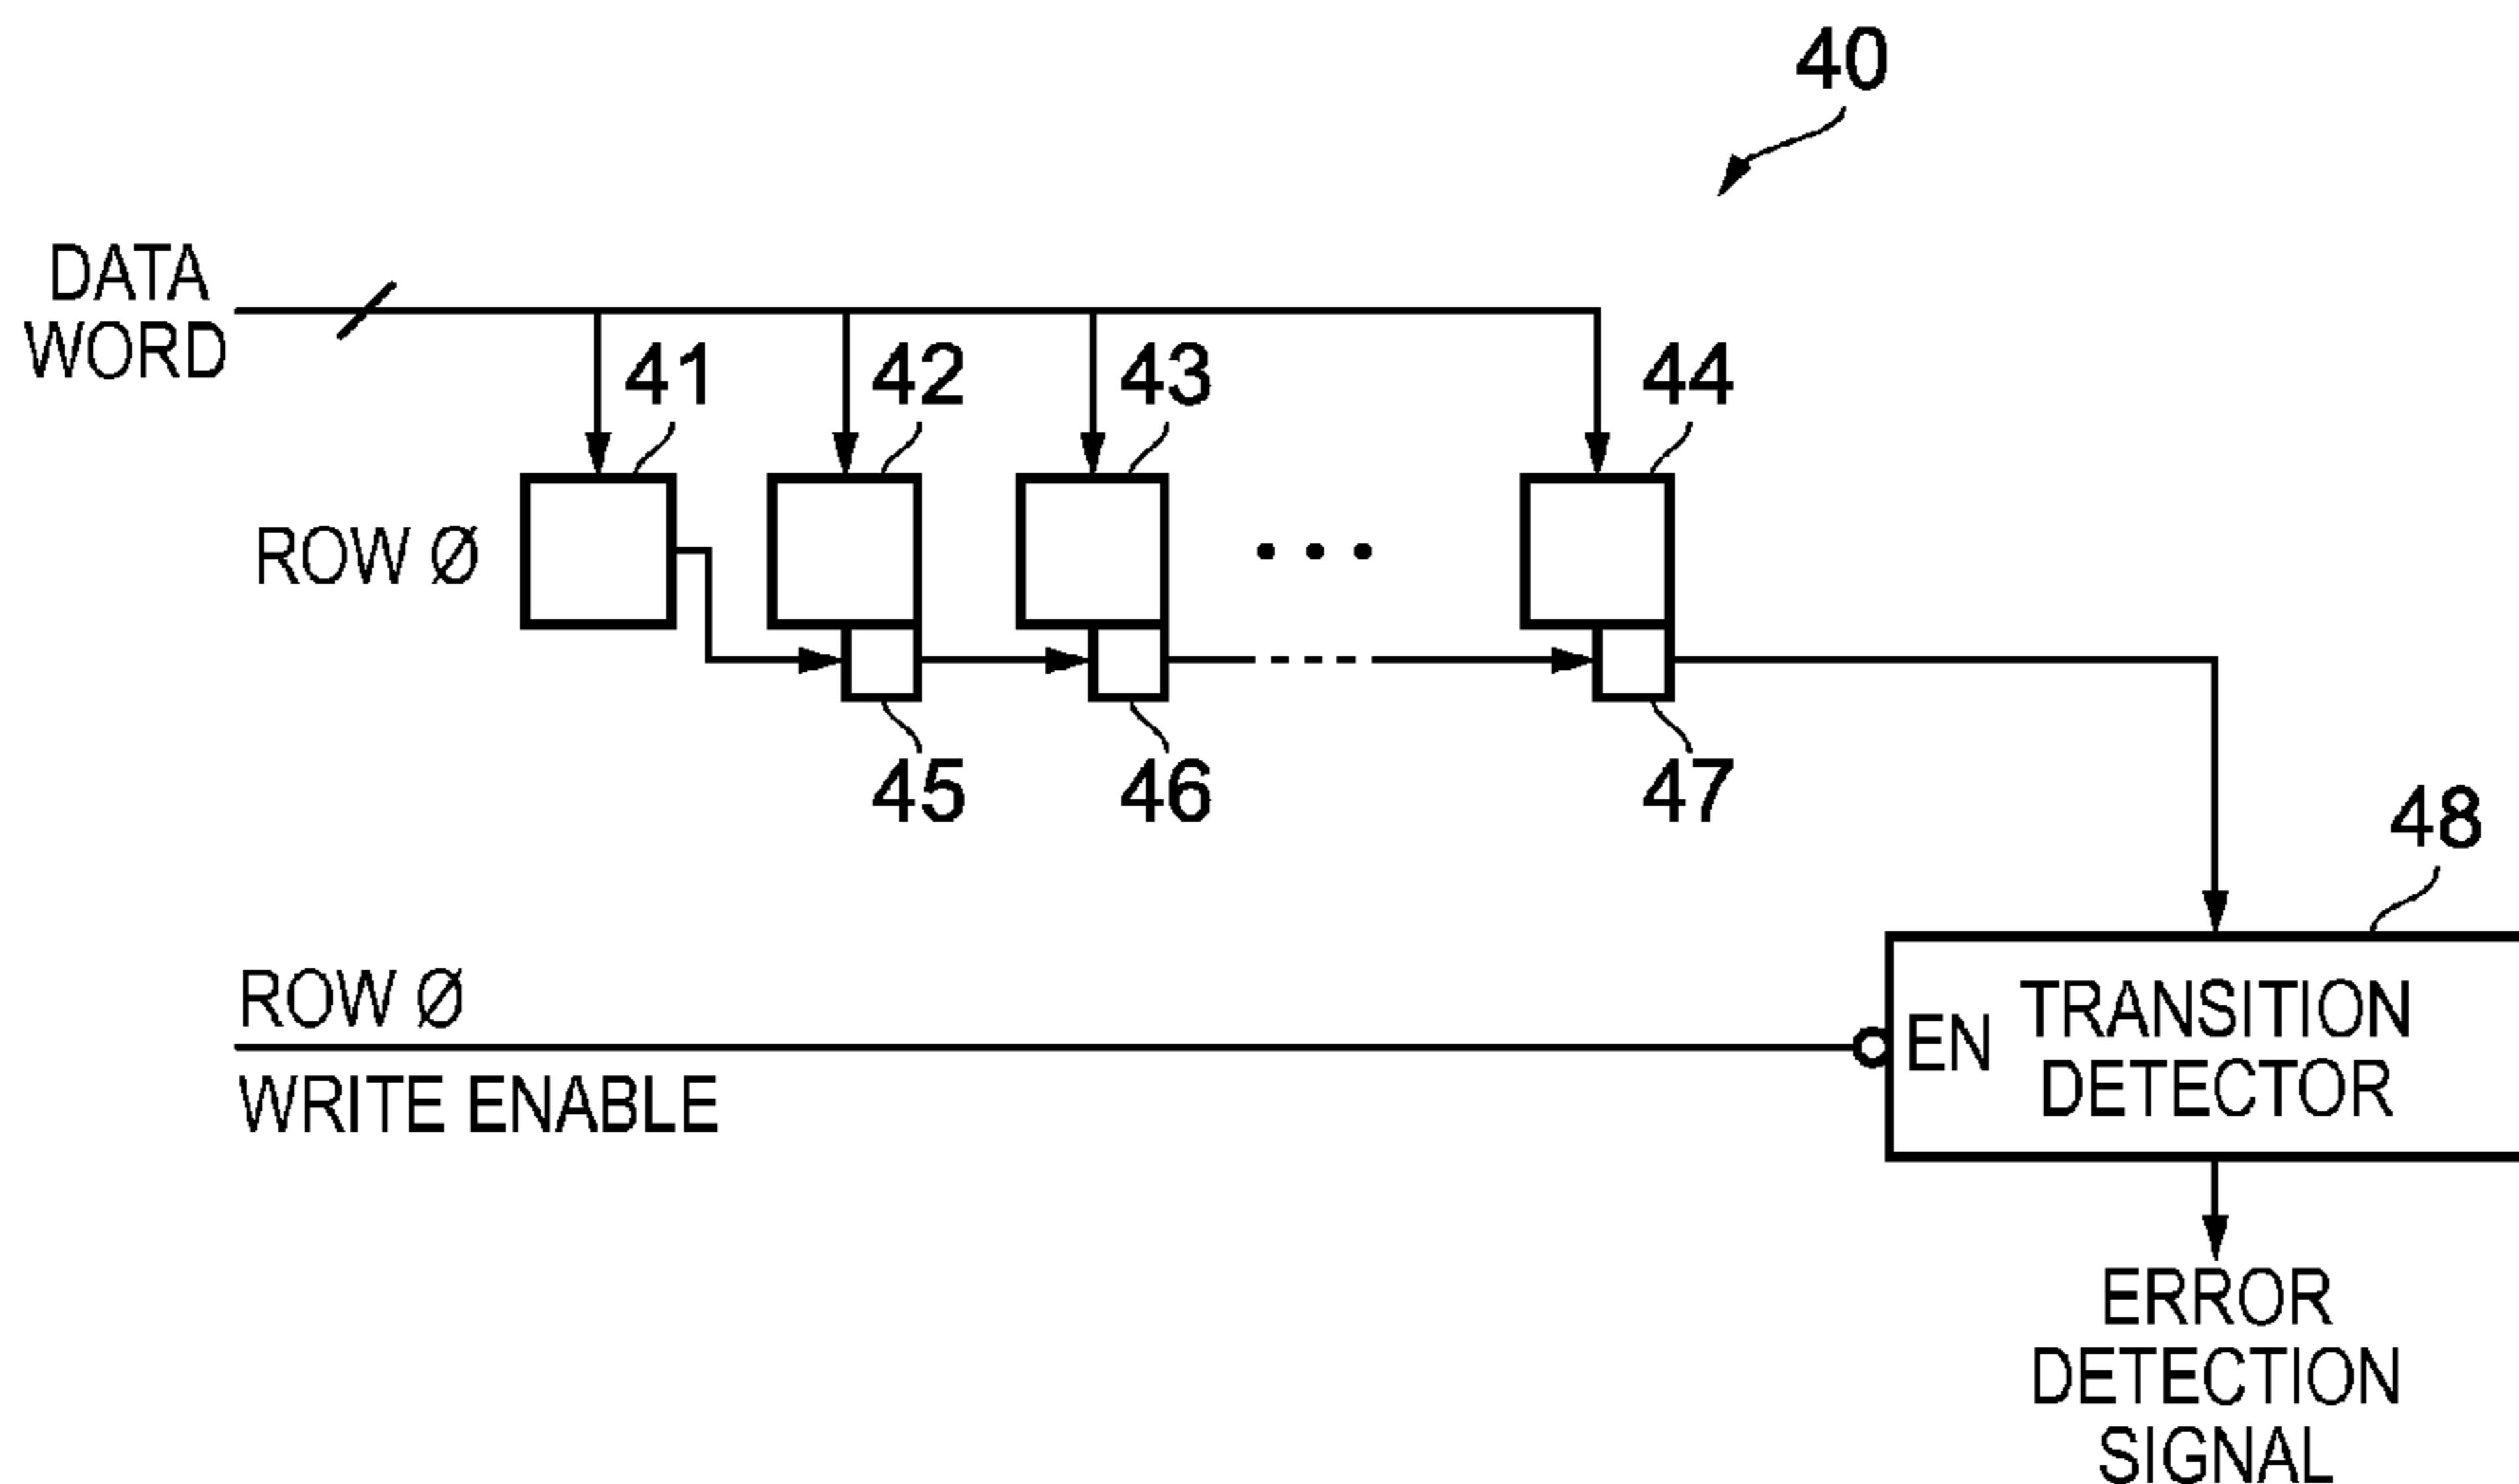 40
DATA
WORD
41
42
43
44
ROW Ø
45
46
47
48
ROW Ø
WRITE ENABLE
EN
TRANSITION
DETECTOR
ERROR
DETECTION
SIGNAL